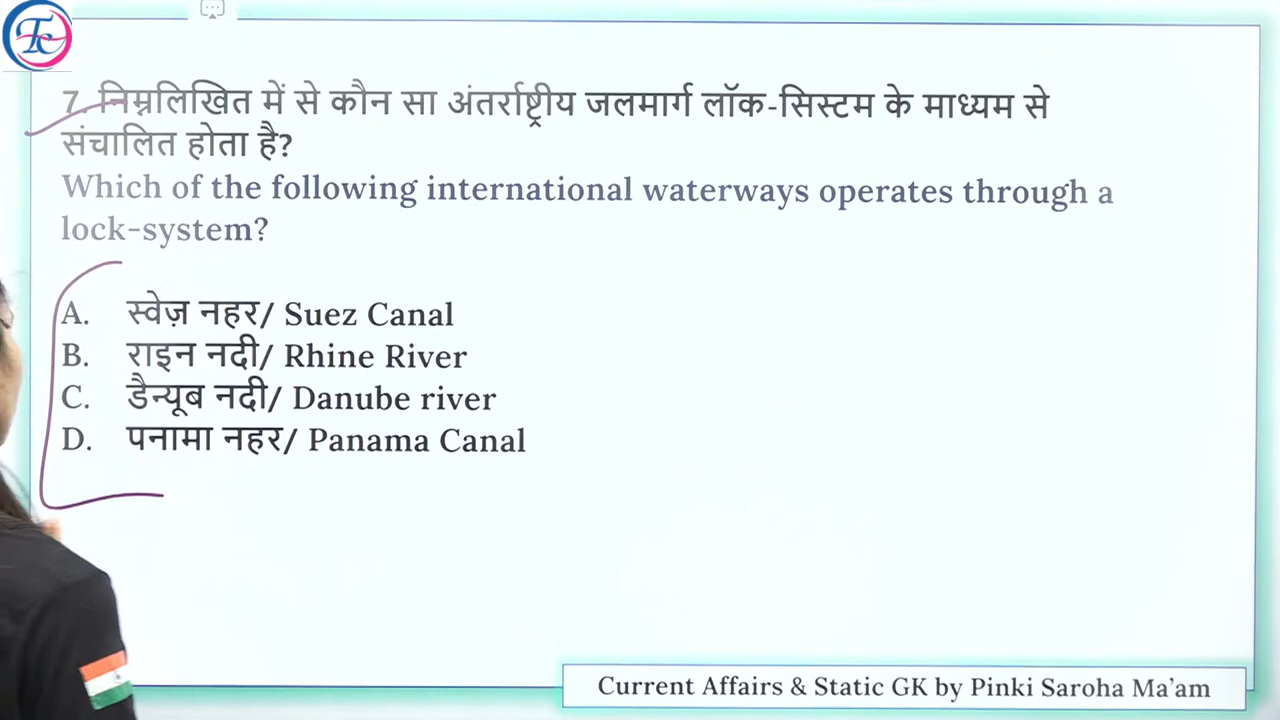 Tc
7. निम्नलिखित में से कौन सा अंतर्राष्ट्रीय जलमार्ग लॉक-सिस्टम के माध्यम से
संचालित होता है?
Which of the following international waterways operates through a
lock-system?
A. स्वेज़ नहर/ Suez Canal
B. राइन नदी/ Rhine River
C. डैन्यूब नदी/ Danube river
D. पनामा नहर/ Panama Canal
Current Affairs & Static GK by Pinki Saroha Ma’am